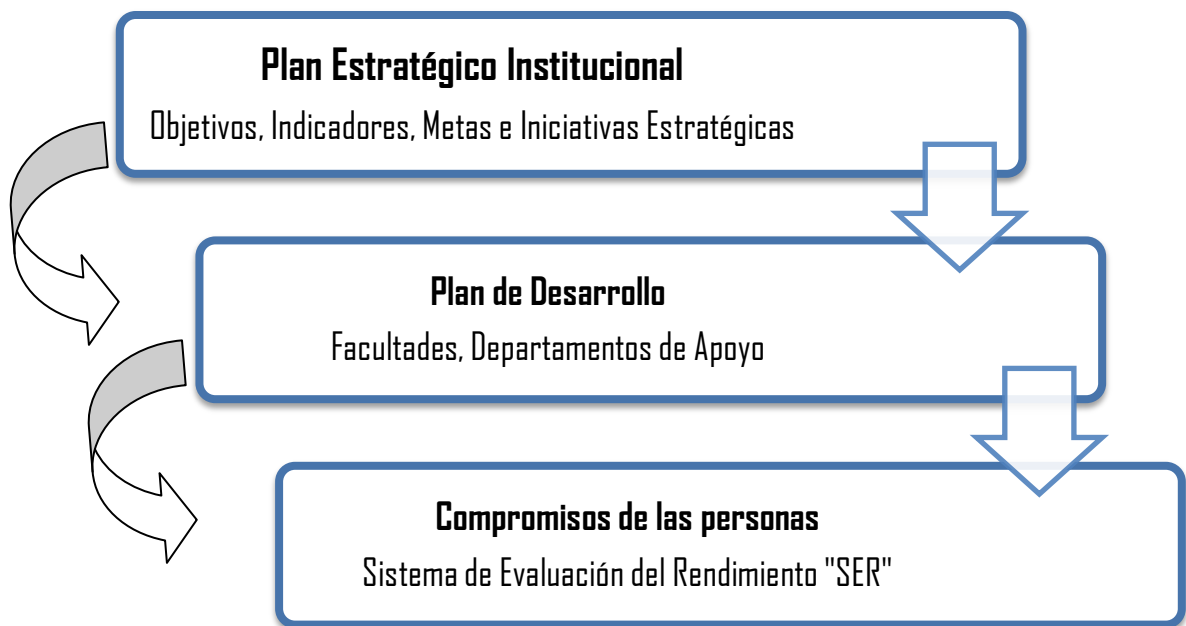 Plan Estratégico Institucional
Objetivos, Indicadores, Metas e Iniciativas Estratégicas
Plan de Desarrollo
Facultades, Departamentos de Apoyo
Compromisos de las personas
Sistema de Evaluación del Rendimiento "SER"